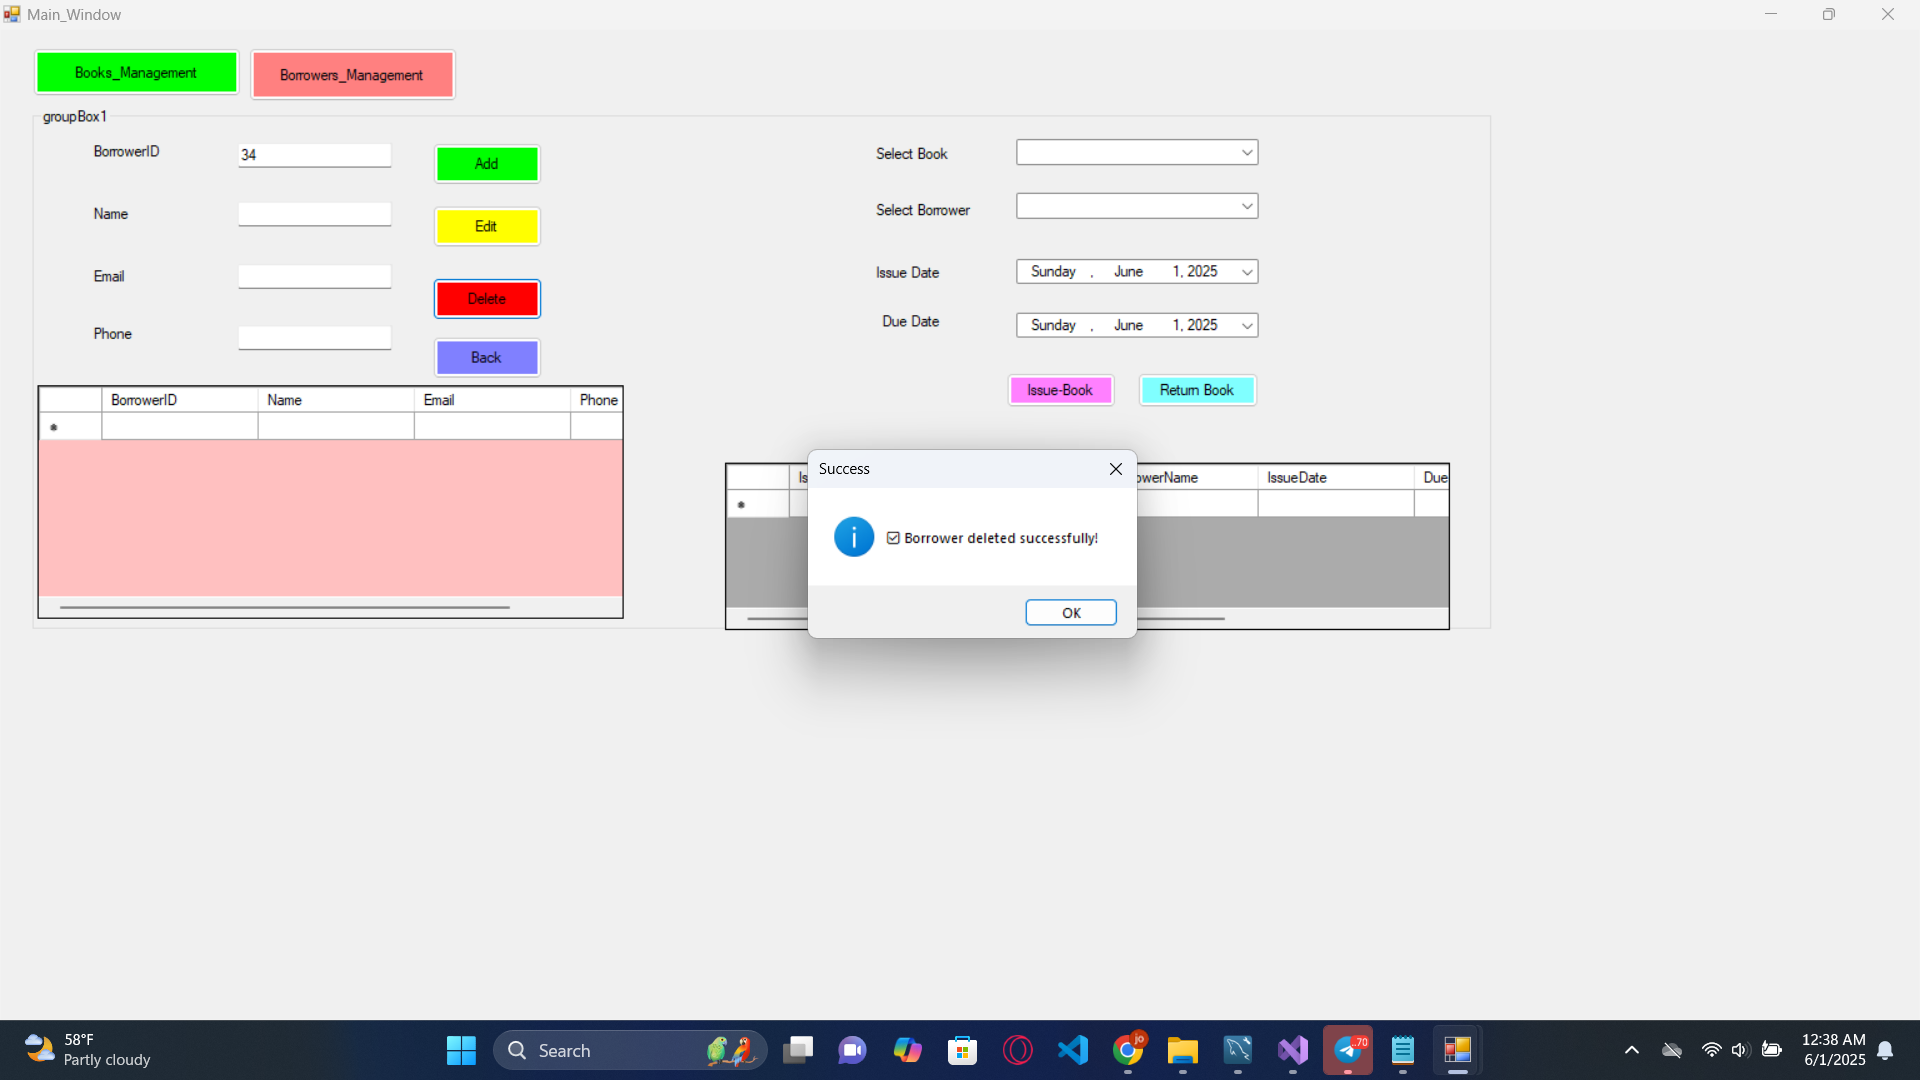 Main_Window
Books_Management
Borrowers_Management
groupBox1
BorrowerID
34
Add
Name
Edit
Email
Delete
Phone
Back
BorrowerID Name Email Phone
Select Book
Select Borrower
Issue Date
Sunday , June 1, 2025
Due Date
Sunday , June 1, 2025
Issue-Book
Return Book
Is owerName IssueDate Due
Success
Borrower deleted successfully!
OK
58°F
Partly cloudy
Search
jo
70
12:38 AM
6/1/2025